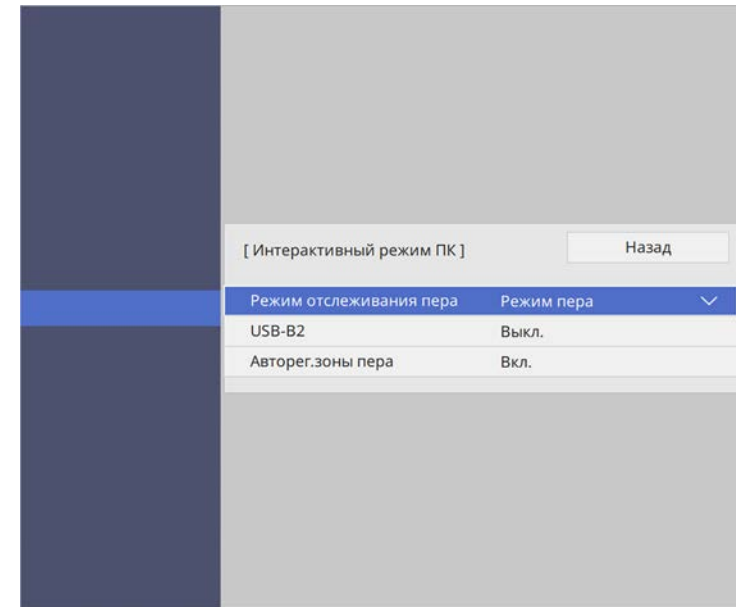 [ Интерактивный режим ПК ] Назад
Режим отслеживания пера Режим пера
USB-B2 Выкл.
Авторег.зоны пера Вкл.